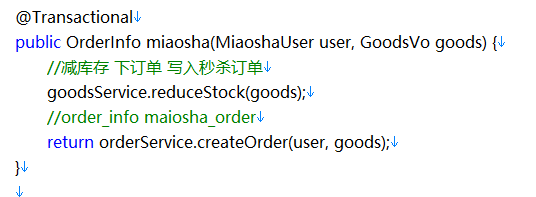 @Transactional↓
public OrderInfo miaosha(MiaoshaUser user, GoodsVo goods) {↓
//减库存 下订单 写入秒杀订单↓
goodsService.reduceStock(goods);↓
//order_info maiosha_order↓
return orderService.createOrder(user, goods);↓
}↓
↓